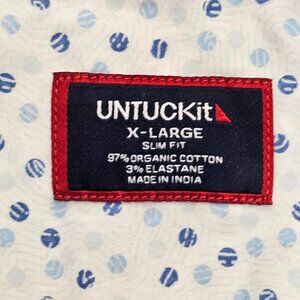 UNTUCKit
X-LARGE
SLIM FIT
97% ORGANIC COTTON
3% ELASTANE
MADE IN INDIA